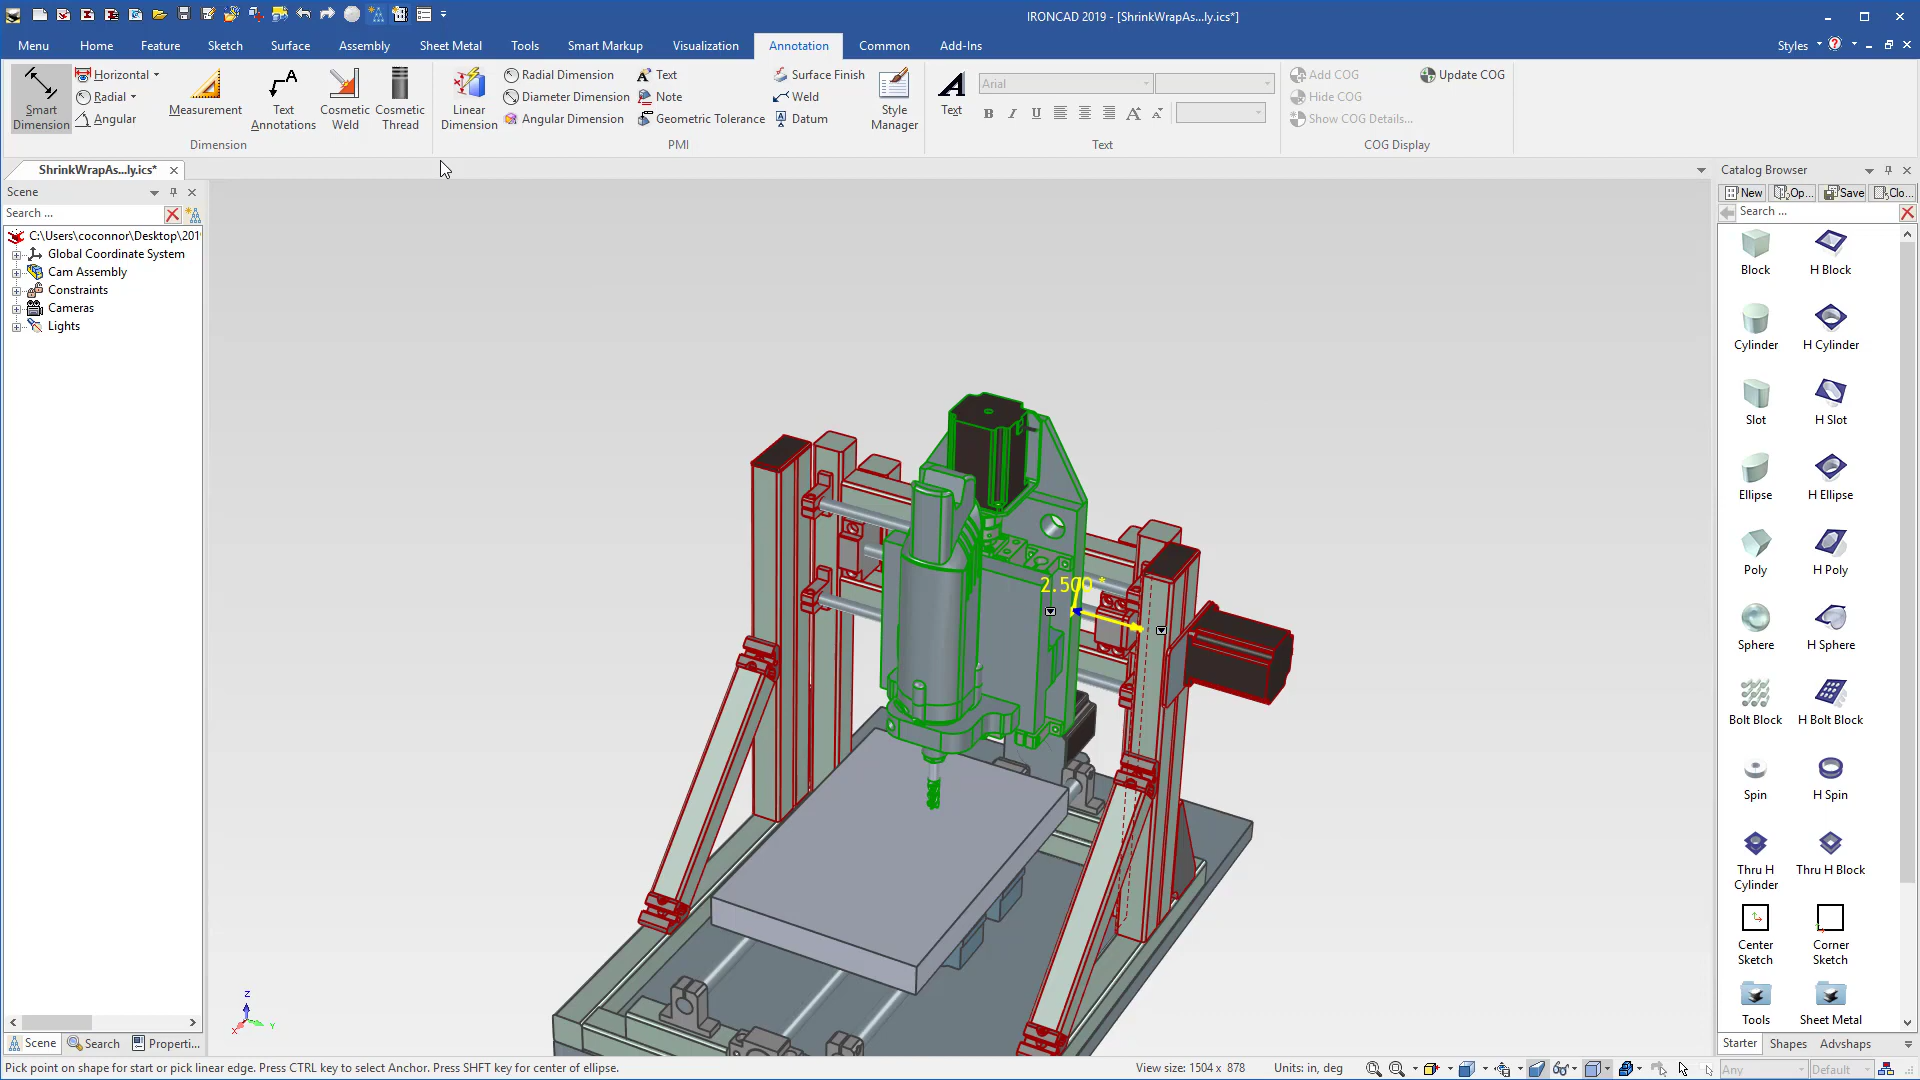 IRONCAD 2019 - [ShrinkWrapAs...ly.ics*]
Menu Home Feature Sketch Surface Assembly Sheet Metal Tools Smart Markup Visualization Annotation Common Add-Ins Styles
Smart Dimension
Horizontal
Radial
Angular
Measurement
Text Annotations
Cosmetic Weld
Cosmetic Thread
Dimension
Linear Dimension
Radial Dimension
Diameter Dimension
Angular Dimension
Text
Note
Geometric Tolerance
Surface Finish
Weld
Datum
Style Manager
PMI
Text
Arial
B I U
Text
Add COG
Hide COG
Show COG Details...
Update COG
COG Display
ShrinkWrapAs...ly.ics*
Scene
Search ...
C:\Users\coconnor\Desktop\201
Global Coordinate System
Cam Assembly
Constraints
Cameras
Lights
Scene Search Properti...
2.500 *
Z
X
Y
Catalog Browser
New Op... Save Clo...
Search ...
Block H Block
Cylinder H Cylinder
Slot H Slot
Ellipse H Ellipse
Poly H Poly
Sphere H Sphere
Bolt Block H Bolt Block
Spin H Spin
Thru H Cylinder Thru H Block
Center Sketch Corner Sketch
Tools Sheet Metal
Starter Shapes Advshaps
Pick point on shape for start or pick linear edge. Press CTRL key to select Anchor. Press SHFT key for center of ellipse.
View size: 1504 x 878
Units: in, deg
Any
Default